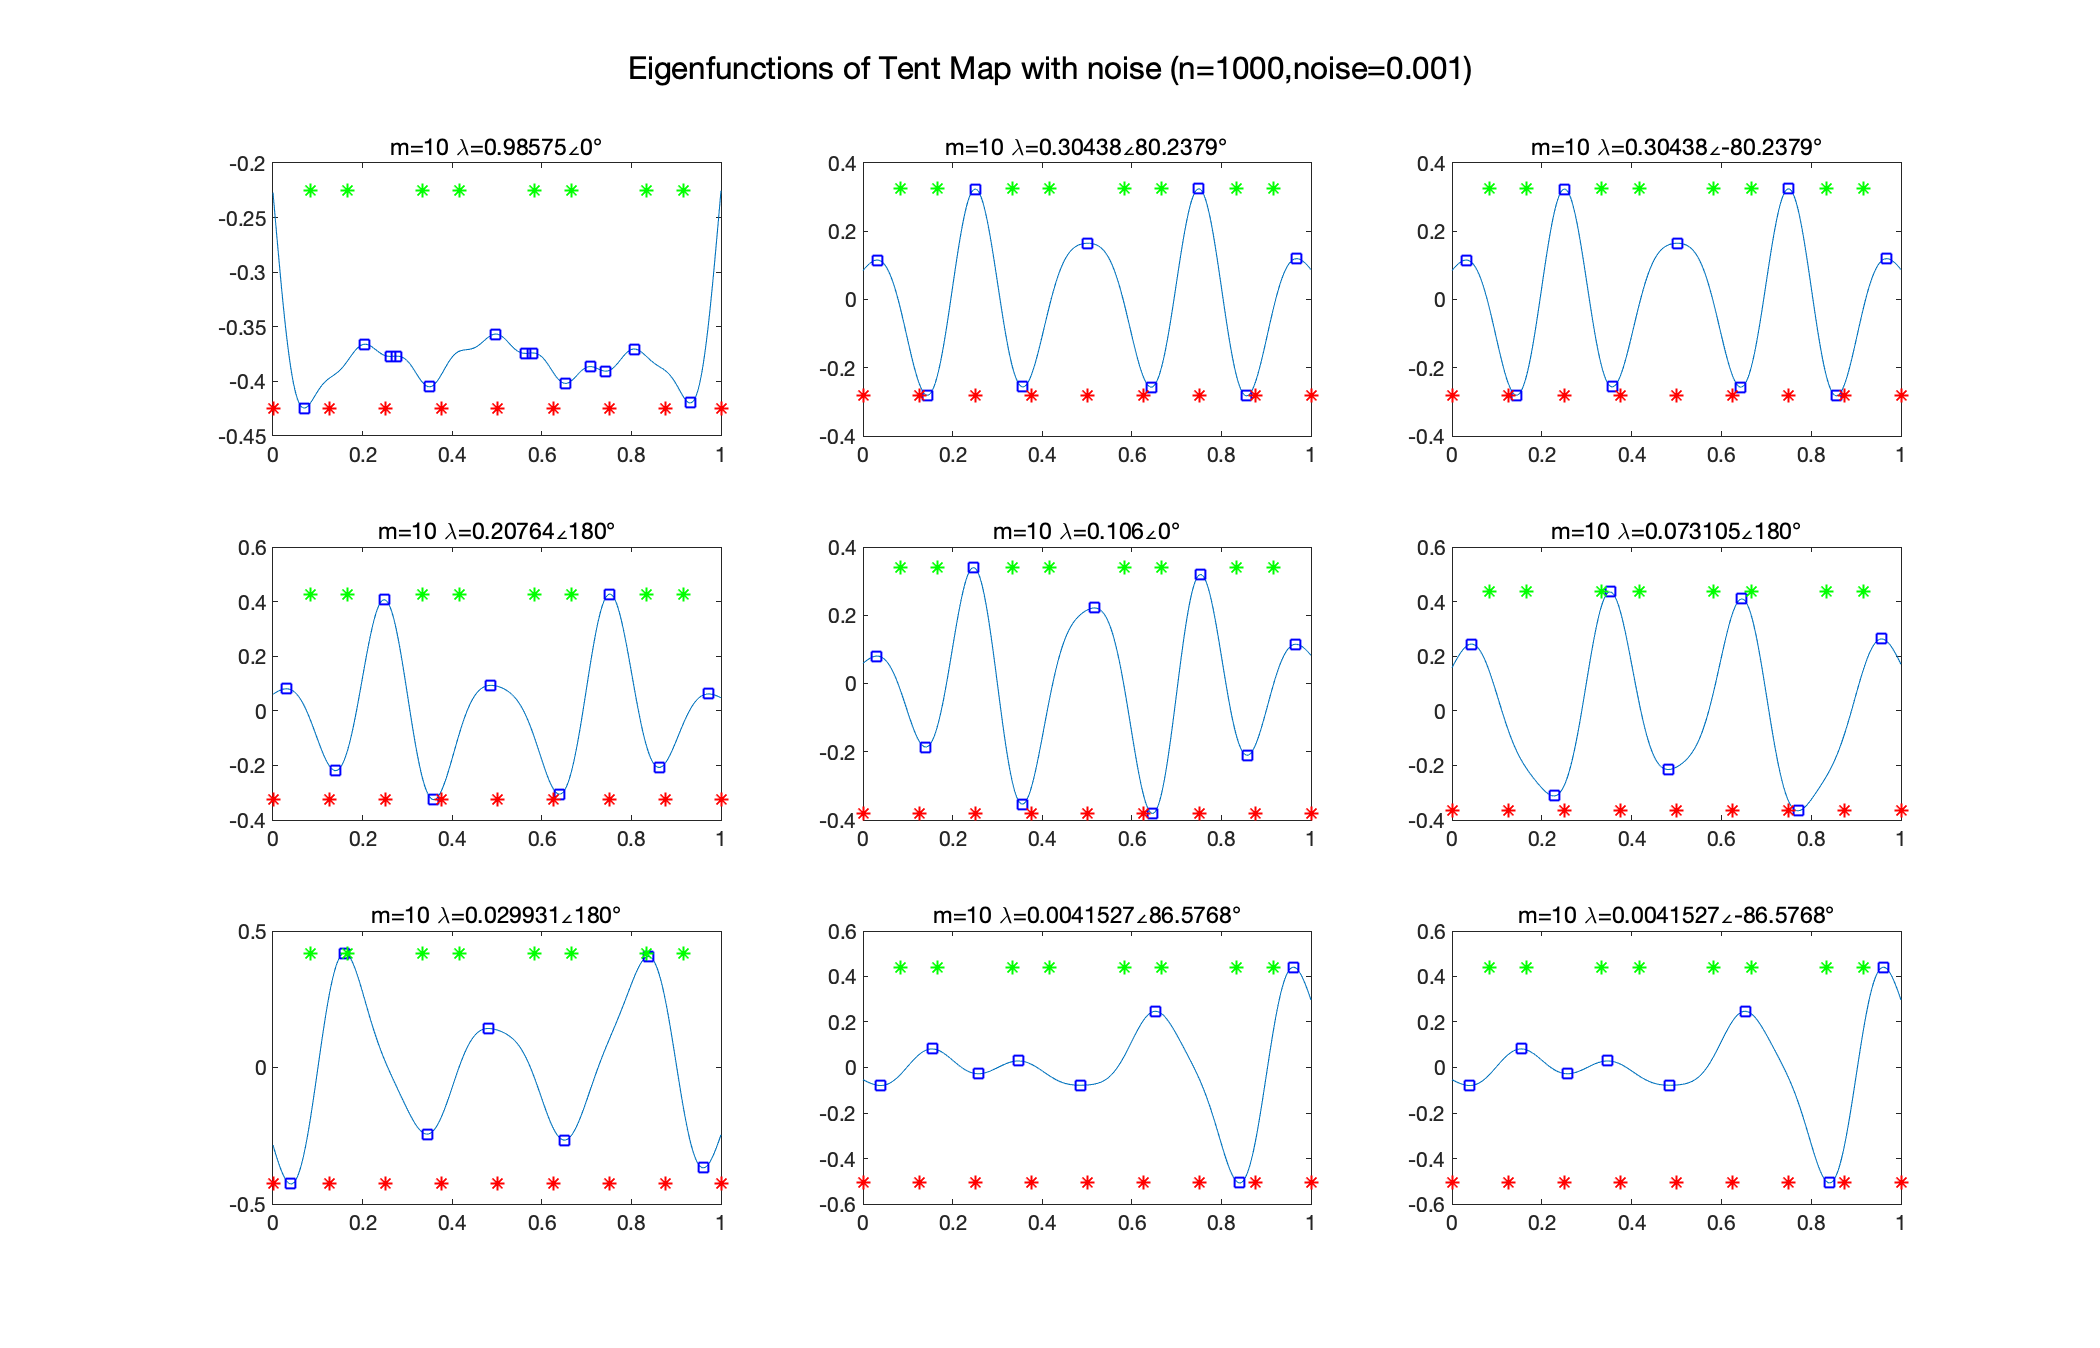 Eigenfunctions of Tent Map with noise (n=1000,noise=0.001)
m=10 λ=0.98575∠0°
-0.2
-0.25
-0.3
-0.35
-0.4
-0.45
0 0.2 0.4 0.6 0.8 1
m=10 λ=0.30438∠80.2379°
0.4
0.2
0
-0.2
-0.4
0 0.2 0.4 0.6 0.8 1
m=10 λ=0.30438∠-80.2379°
0.4
0.2
0
-0.2
-0.4
0 0.2 0.4 0.6 0.8 1
m=10 λ=0.20764∠180°
0.6
0.4
0.2
0
-0.2
-0.4
0 0.2 0.4 0.6 0.8 1
m=10 λ=0.106∠0°
0.4
0.2
0
-0.2
-0.4
0 0.2 0.4 0.6 0.8 1
m=10 λ=0.073105∠180°
0.6
0.4
0.2
0
-0.2
-0.4
0 0.2 0.4 0.6 0.8 1
m=10 λ=0.029931∠180°
0.5
0
-0.5
0 0.2 0.4 0.6 0.8 1
m=10 λ=0.0041527∠86.5768°
0.6
0.4
0.2
0
-0.2
-0.4
-0.6
0 0.2 0.4 0.6 0.8 1
m=10 λ=0.0041527∠-86.5768°
0.6
0.4
0.2
0
-0.2
-0.4
-0.6
0 0.2 0.4 0.6 0.8 1